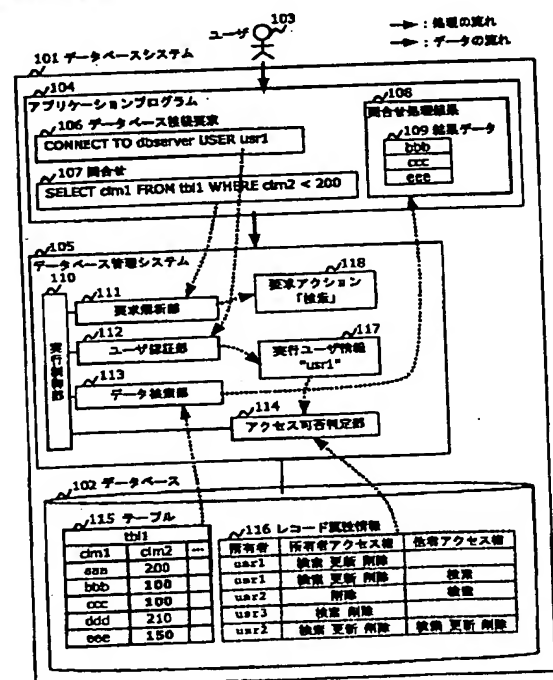 ユーザ 103
→ : 処理の流れ
→ : データの流れ
101 データベースシステム
104
アプリケーションプログラム
106 データベース接続要求
CONNECT TO dbserver USER usr1
107 問合せ
SELECT clm1 FROM tbl1 WHERE clm2 < 200
108
問合せ処理結果
109 結果データ
bbb
ccc
eee
105
データベース管理システム
110
実行制御部
111
要求解析部
112
ユーザ認証部
113
データ検索部
118
要求アクション
「検索」
117
実行ユーザ情報
"usr1"
114
アクセス可否判定部
102 データベース
115 テーブル
tbl1
clm1 clm2 ...
aaa 200
bbb 100
ccc 100
ddd 210
eee 150
116 レコード属性情報
所有者 所有者アクセス権 他者アクセス権
usr1 検索 更新 削除
usr1 検索 更新 削除 検索
usr2 削除 検索
usr3 検索 削除
usr2 検索 更新 削除 検索 更新 削除